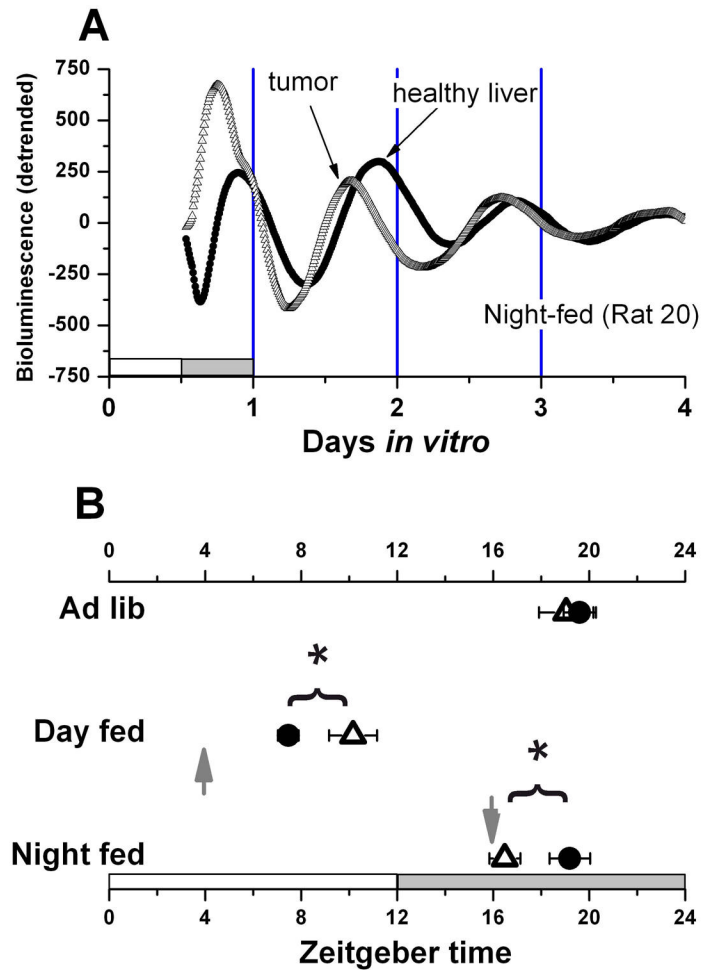 A
Bioluminescence (detrended)
750
500
250
0
-250
-500
-750
tumor
healthy liver
Night-fed (Rat 20)
0 1 2 3 4
Days in vitro
B
0 4 8 12 16 20 24
Ad lib
*
Day fed
*
Night fed
0 4 8 12 16 20 24
Zeitgeber time